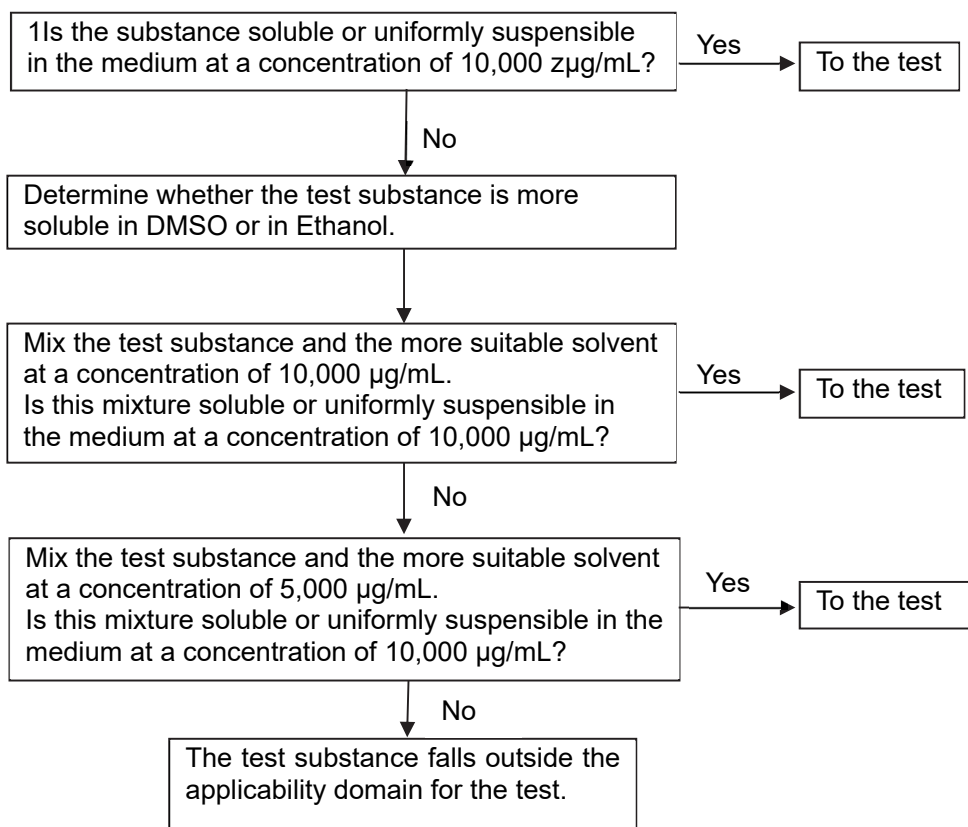 1Is the substance soluble or uniformly suspensible
in the medium at a concentration of 10,000 zµg/mL?
Yes
To the test
No
Determine whether the test substance is more
soluble in DMSO or in Ethanol.
Mix the test substance and the more suitable solvent
at a concentration of 10,000 µg/mL.
Is this mixture soluble or uniformly suspensible in
the medium at a concentration of 10,000 µg/mL?
Yes
To the test
No
Mix the test substance and the more suitable solvent
at a concentration of 5,000 µg/mL.
Is this mixture soluble or uniformly suspensible in the
medium at a concentration of 10,000 µg/mL?
Yes
To the test
No
The test substance falls outside the
applicability domain for the test.